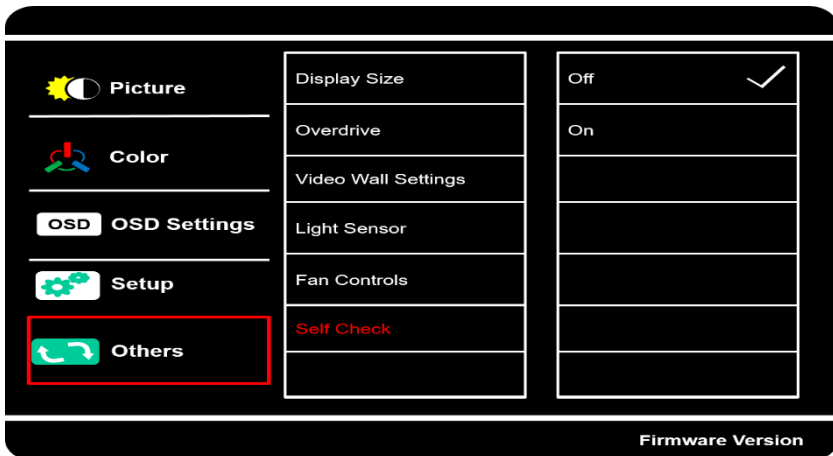 Picture
Color
OSD OSD Settings
Setup
Others
Display Size
Overdrive
Video Wall Settings
Light Sensor
Fan Controls
Self Check
Off
On
Firmware Version